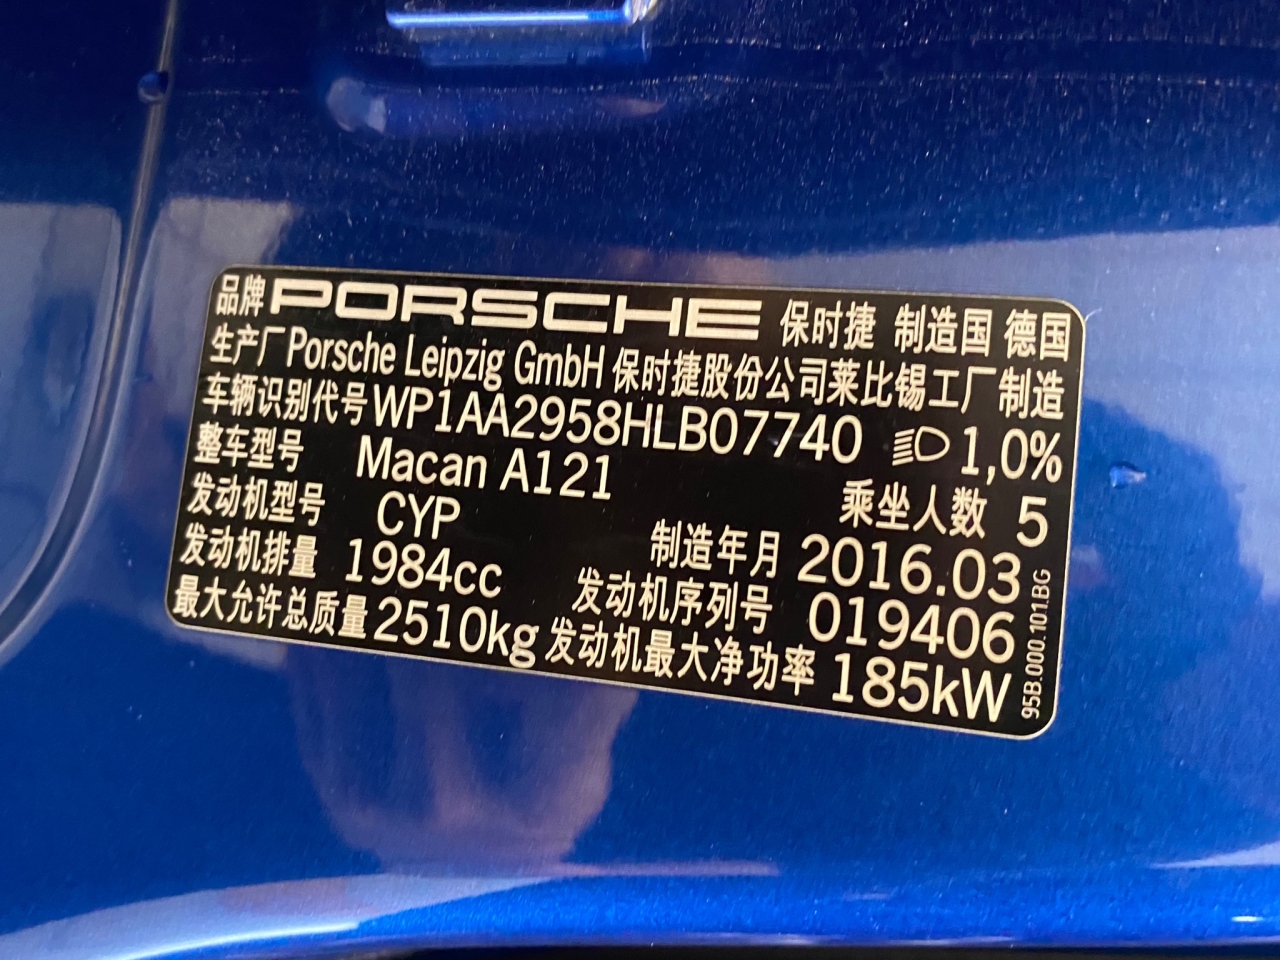 品牌 PORSCHE 保时捷 制造国 德国
生产厂 Porsche Leipzig GmbH 保时捷股份公司莱比锡工厂制造
车辆识别代号 WP1AA2958HLB07740 1,0%
整车型号 Macan A121 乘坐人数 5
发动机型号 CYP 制造年月 2016.03
发动机排量 1984cc 发动机序列号 019406
最大允许总质量 2510kg 发动机最大净功率 185kW
95B.000.101.BG